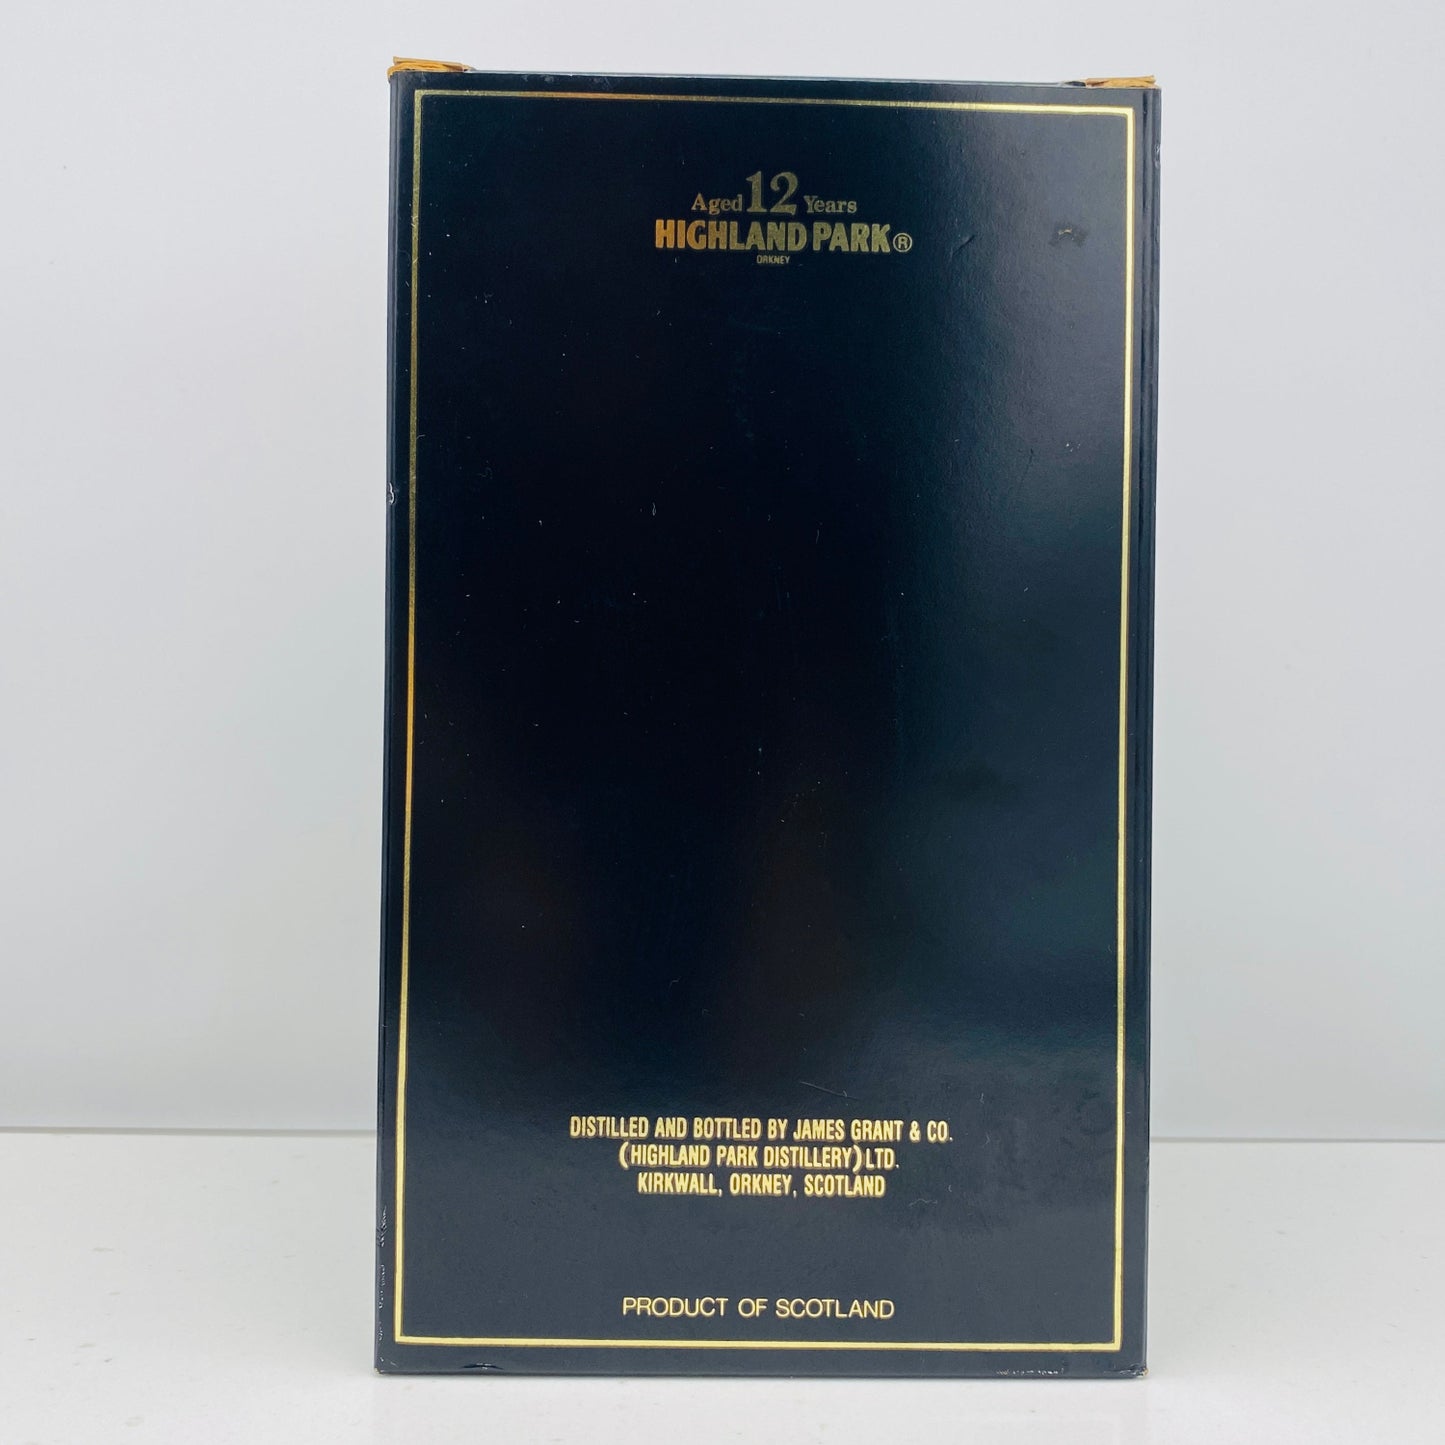 Aged 12 Years
HIGHLAND PARK®
ORKNEY
DISTILLED AND BOTTLED BY JAMES GRANT & CO.
(HIGHLAND PARK DISTILLERY) LTD.
KIRKWALL, ORKNEY, SCOTLAND
PRODUCT OF SCOTLAND